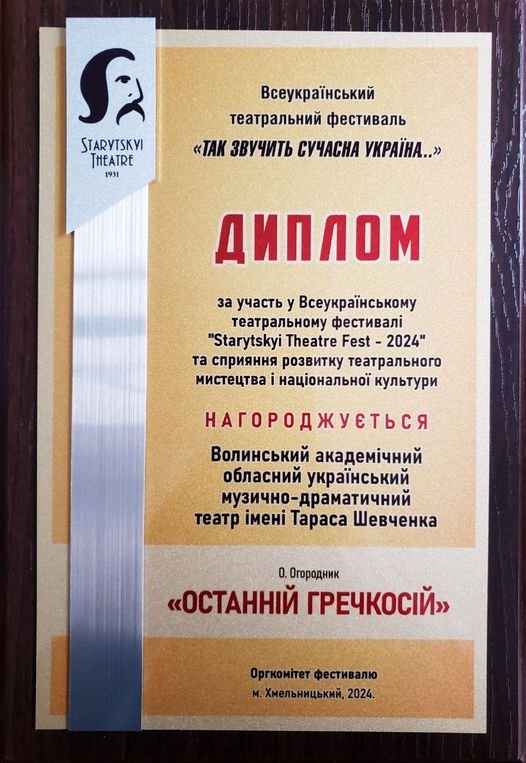 STARYTSKYI
THEATRE
1931
Всеукраїнський
театральний фестиваль
«ТАК ЗВУЧИТЬ СУЧАСНА УКРАЇНА..»
ДИПЛОМ
за участь у Всеукраїнському
театральному фестивалі
"Starytskyi Theatre Fest - 2024"
та сприяння розвитку театрального
мистецтва і національної культури
НАГОРОДЖУЄТЬСЯ
Волинський академічний
обласний український
музично-драматичний
театр імені Тараса Шевченка
О. Огородник
«ОСТАННІЙ ГРЕЧКОСІЙ»
Оргкомітет фестивалю
м. Хмельницький, 2024.